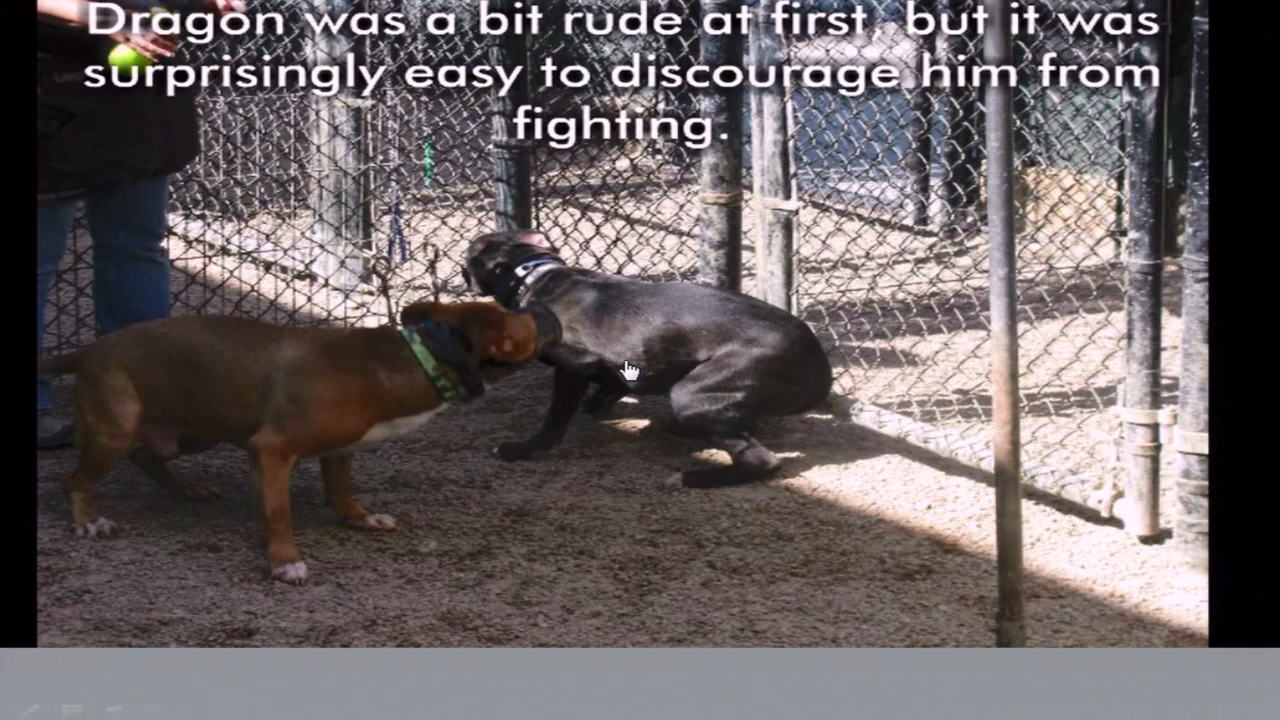 Dragon was a bit rude at first, but it was
surprisingly easy to discourage him from
fighting.